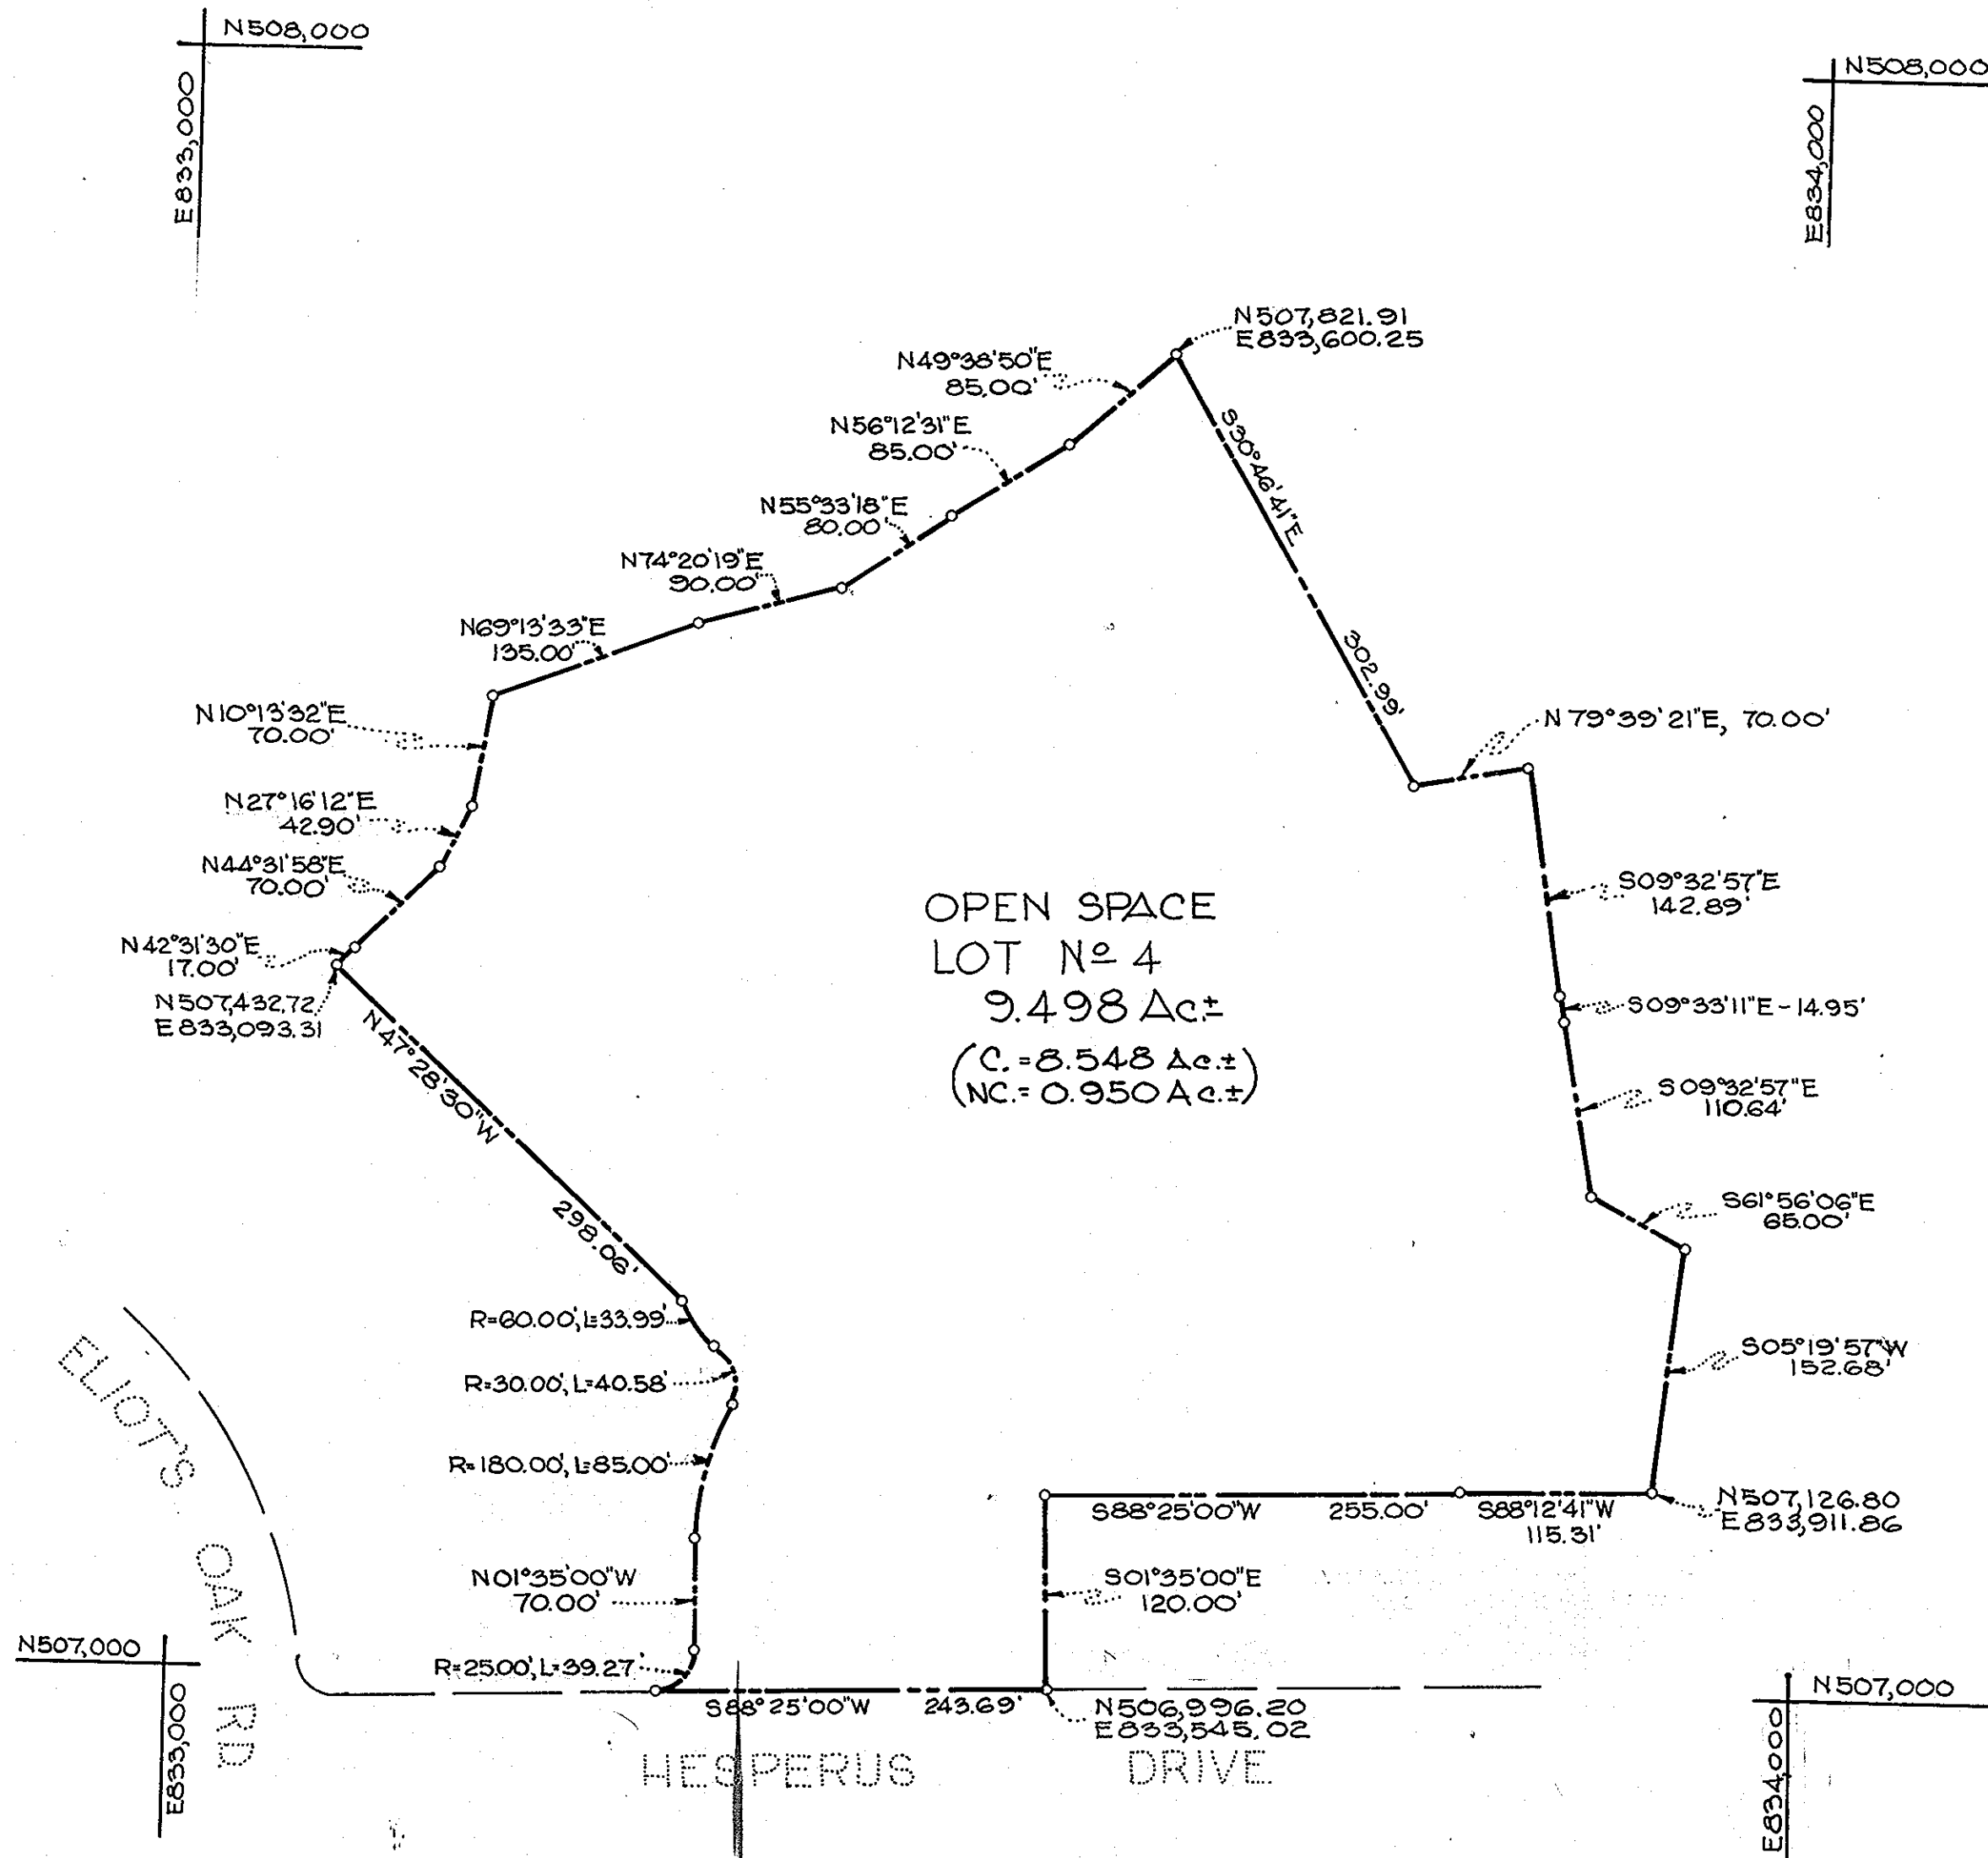 N508,000
E833,000
N508,000
E834,000
N507,821.91
E833,600.25
N49°38'50"E
85.00'
N56°12'31"E
85.00'
N55°33'18"E
80.00'
N74°20'19"E
90.00'
N69°13'33"E
135.00'
N10°13'32"E
70.00'
N27°16'12"E
42.90'
N44°31'58"E
70.00'
N42°31'30"E
17.00'
N507,432.72
E833,093.31
S30°46'41"E
302.99'
N79°39'21"E, 70.00'
S09°32'57"E
142.89'
S09°33'11"E-14.95'
S09°32'57"E
110.64'
S61°56'06"E
65.00'
S05°19'57"W
152.68'
OPEN SPACE
LOT Nº 4
9.498 Ac.±
(C.=8.548 Ac.±)
(NC.=0.950 Ac.±)
N47°28'30"W
298.06'
R=60.00', L=33.99'
R=30.00', L=40.58'
R=180.00', L=85.00'
N01°35'00"W
70.00'
R=25.00', L=39.27'
S88°25'00"W 255.00'
S88°12'41"W
115.31'
N507,126.80
E833,911.86
S01°35'00"E
120.00'
S88°25'00"W 243.69'
N506,996.20
E833,545.02
ELIOT'S OAK RD
HESPERUS DRIVE
N507,000
E833,000
N507,000
E834,000